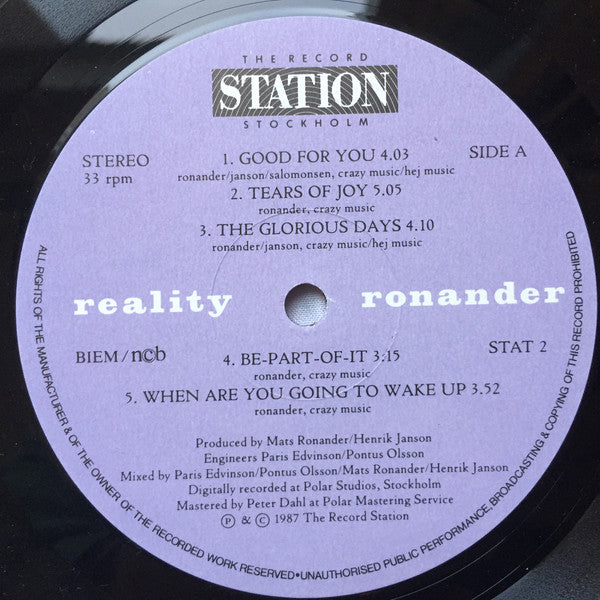 THE RECORD
STATION
STOCKHOLM
STEREO
33 rpm
SIDE A
1. GOOD FOR YOU 4.03
ronander/janson/salomonsen, crazy music/hej music
2. TEARS OF JOY 5.05
ronander, crazy music
3. THE GLORIOUS DAYS 4.10
ronander/janson, crazy music/hej music
reality ronander
BIEM/ncb
STAT 2
4. BE-PART-OF-IT 3:15
ronander, crazy music
5. WHEN ARE YOU GOING TO WAKE UP 3.52
ronander, crazy music
Produced by Mats Ronander/Henrik Janson
Engineers Paris Edvinson/Pontus Olsson
Mixed by Paris Edvinson/Pontus Olsson/Mats Ronander/Henrik Janson
Digitally recorded at Polar Studios, Stockholm
Mastered by Peter Dahl at Polar Mastering Service
℗ & © 1987 The Record Station
ALL RIGHTS OF THE MANUFACTURER & OF THE OWNER OF THE RECORDED WORK RESERVED•UNAUTHORISED PUBLIC PERFORMANCE, BROADCASTING & COPYING OF THIS RECORD PROHIBITED